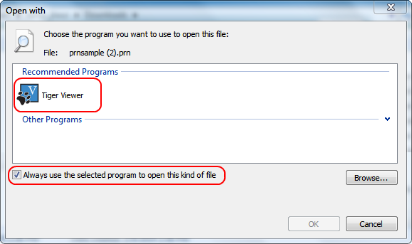 Open with
Choose the program you want to use to open this file:
File: prnsample (2).prn
Recommended Programs
Tiger Viewer
Other Programs
Always use the selected program to open this kind of file
Browse...
OK
Cancel